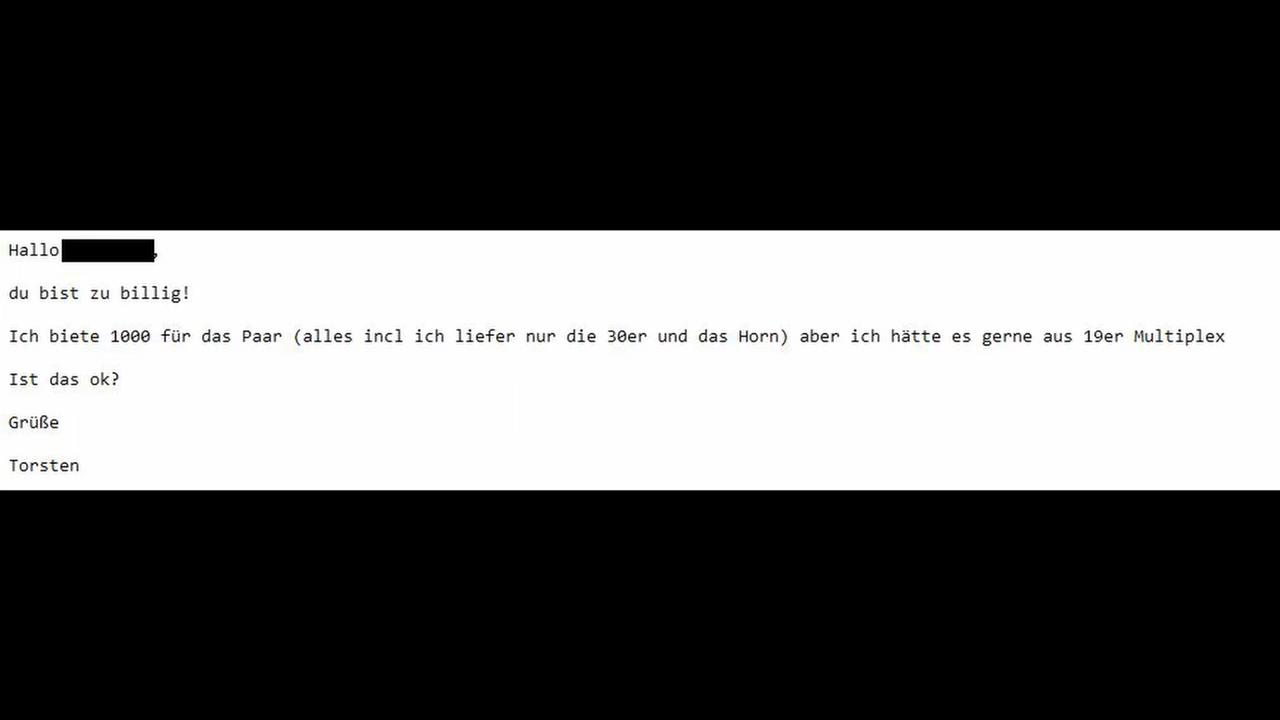 Hallo ,
du bist zu billig!
Ich biete 1000 für das Paar (alles incl ich liefer nur die 30er und das Horn) aber ich hätte es gerne aus 19er Multiplex
Ist das ok?
Grüße
Torsten